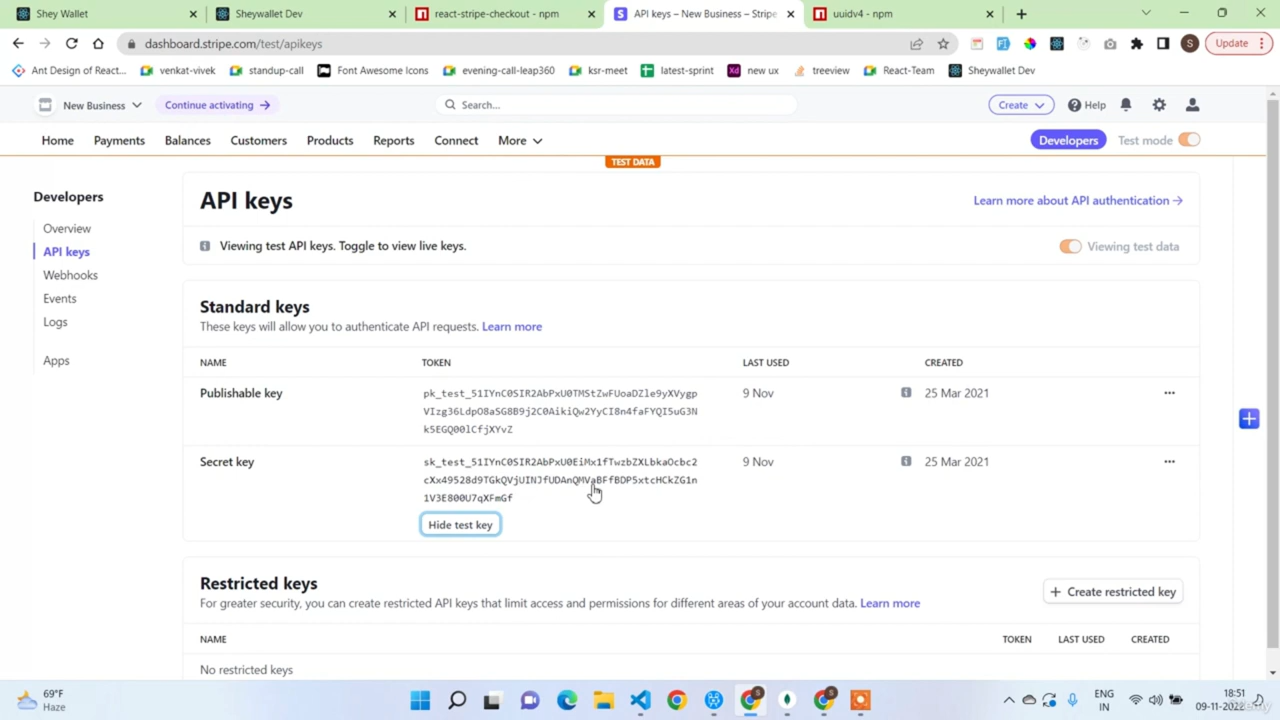 Shey Wallet
Sheywallet Dev
react-stripe-checkout - npm
API keys – New Business – Stripe
uuidv4 - npm
dashboard.stripe.com/test/apikeys
S
Update
Ant Design of React...
venkat-vivek
standup-call
Font Awesome Icons
evening-call-leap360
ksr-meet
latest-sprint
new ux
treeview
React-Team
Sheywallet Dev
New Business
Continue activating
Search...
Create
Help
Home
Payments
Balances
Customers
Products
Reports
Connect
More
Developers
Test mode
TEST DATA
Developers
Overview
API keys
Webhooks
Events
Logs
Apps
API keys
Learn more about API authentication →
Viewing test API keys. Toggle to view live keys.
Viewing test data
Standard keys
These keys will allow you to authenticate API requests. Learn more
NAME TOKEN LAST USED CREATED
Publishable key
pk_test_51IYnC0SIR2AbPxU0TMStZwFUoaDZle9yXVygp
VIzg36LdpO8aSG8B9j2C0AikiQw2YyCI8n4faFYQI5uG3N
k5EGQ00lCfjXYvZ
9 Nov
25 Mar 2021
Secret key
9 Nov
25 Mar 2021
Hide test key
Restricted keys
Create restricted key
For greater security, you can create restricted API keys that limit access and permissions for different areas of your account data. Learn more
NAME TOKEN LAST USED CREATED
No restricted keys
69°F
Haze
ENG
IN
18:51
09-11-2022